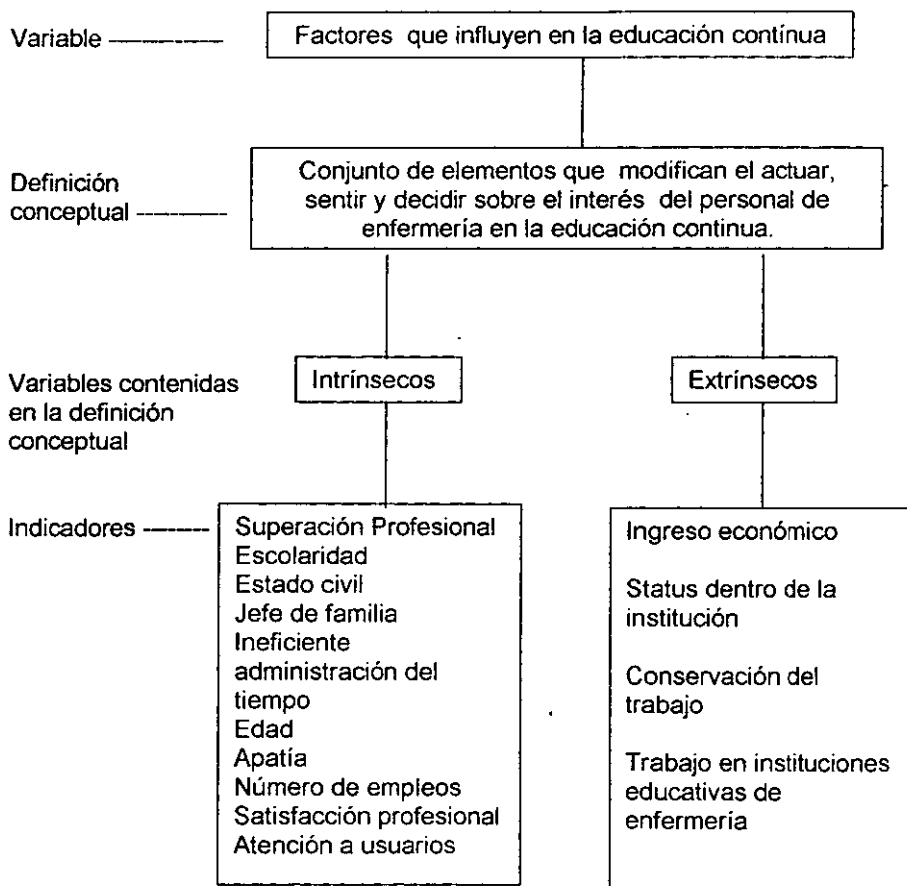 Variable ---------- Factores que influyen en la educación contínua
Definición
conceptual ----------
Conjunto de elementos que modifican el actuar,
sentir y decidir sobre el interés del personal de
enfermería en la educación continua.
Variables contenidas
en la definición
conceptual
Intrínsecos
Extrínsecos
Indicadores --------
Superación Profesional
Escolaridad
Estado civil
Jefe de familia
Ineficiente
administración del
tiempo
Edad
Apatía
Número de empleos
Satisfacción profesional
Atención a usuarios
Ingreso económico
Status dentro de la
institución
Conservación del
trabajo
Trabajo en instituciones
educativas de
enfermería